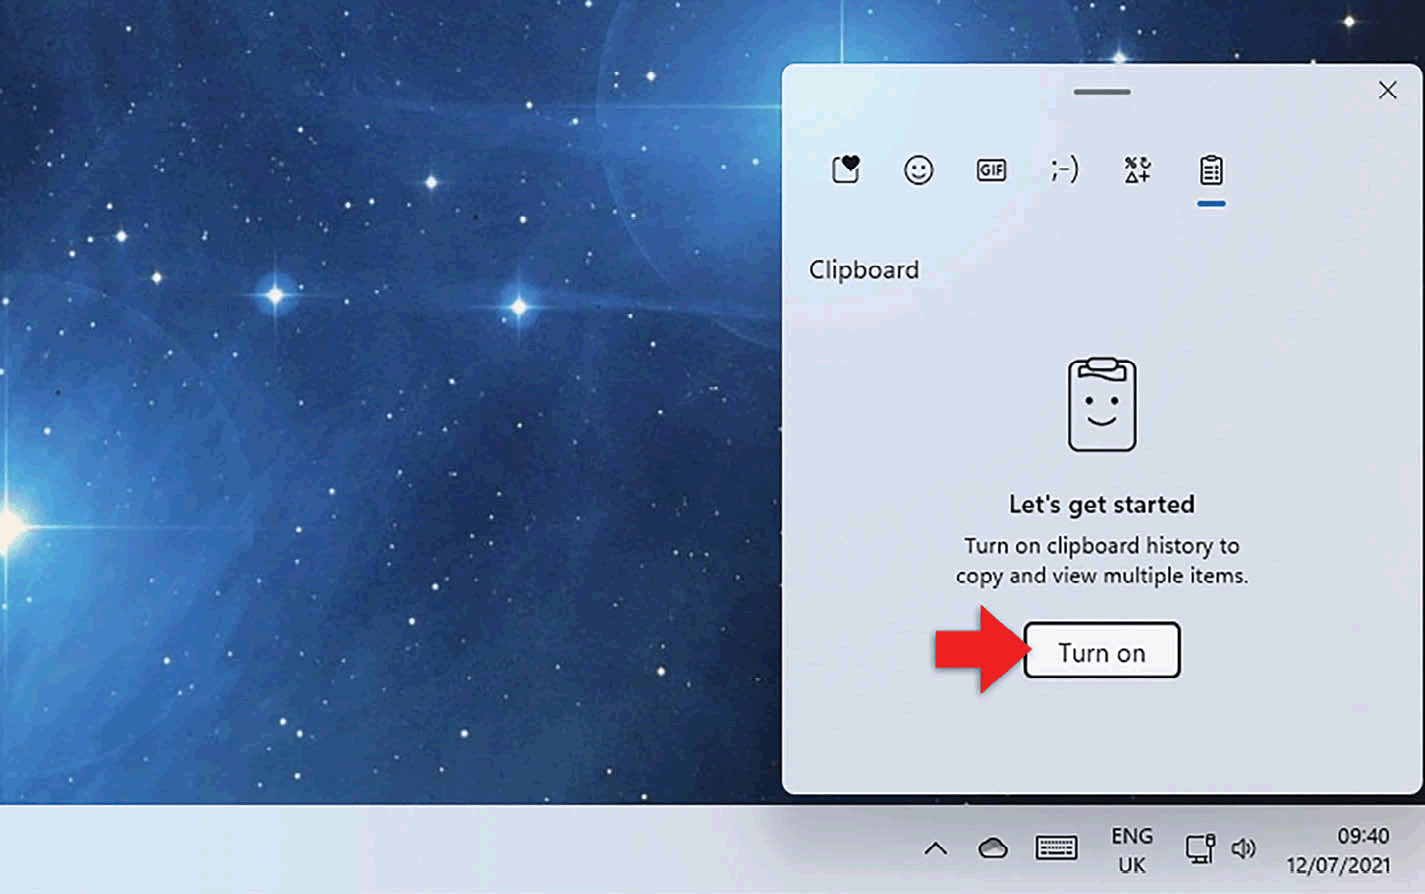 GIF
;-)
Clipboard
Let's get started
Turn on clipboard history to
copy and view multiple items.
Turn on
ENG
UK
09:40
12/07/2021